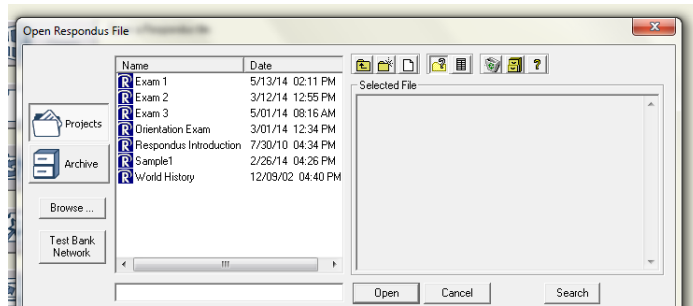 Open Respondus File
Name Date
Exam 1 5/13/14 02:11 PM
Exam 2 3/12/14 12:55 PM
Exam 3 5/01/14 08:16 AM
Orientation Exam 3/01/14 12:34 PM
Respondus Introduction 7/30/10 04:34 PM
Sample1 2/26/14 04:26 PM
World History 12/09/02 04:40 PM
Projects
Archive
Browse ...
Test Bank
Network
Selected File
Open Cancel Search